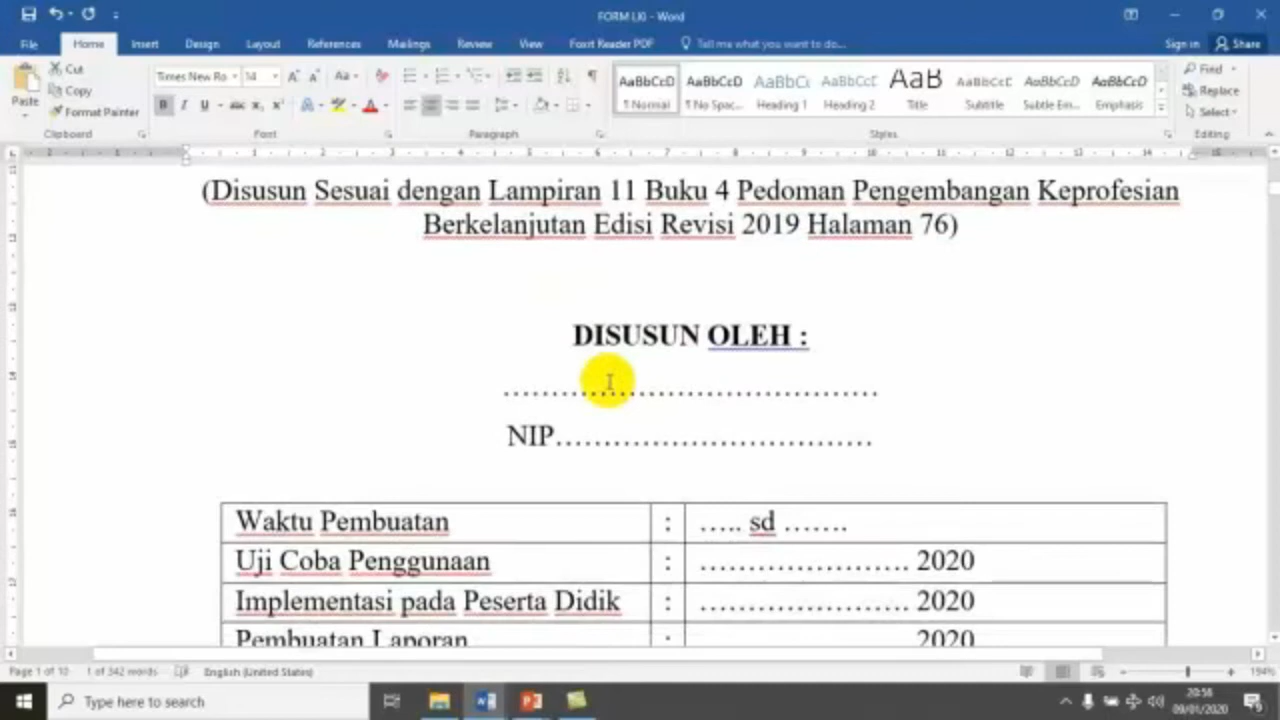 FORM LKI - Word
File Home Insert Design Layout References Mailings Review View Foxit Reader PDF Tell me what you want to do... Sign in Share
Paste Cut Copy Format Painter
Times New Ro 14
AaBbCcD AaBbCcD AaBbC AaBbCcE AaB AaBbCcD AaBbCcD AaBbCcD
¶ Normal ¶ No Spac... Heading 1 Heading 2 Title Subtitle Subtle Em... Emphasis
Find Replace Select
Clipboard Font Paragraph Styles Editing
(Disusun Sesuai dengan Lampiran 11 Buku 4 Pedoman Pengembangan Keprofesian
Berkelanjutan Edisi Revisi 2019 Halaman 76)
DISUSUN OLEH :
…………………………………
NIP……………………………
Waktu Pembuatan : ….. sd …….
Uji Coba Penggunaan : …………………. 2020
Implementasi pada Peserta Didik : …………………. 2020
Pembuatan Laporan : 2020
Page 1 of 10 1 of 342 words English (United States) 194%
Type here to search
20:56
09/01/2020